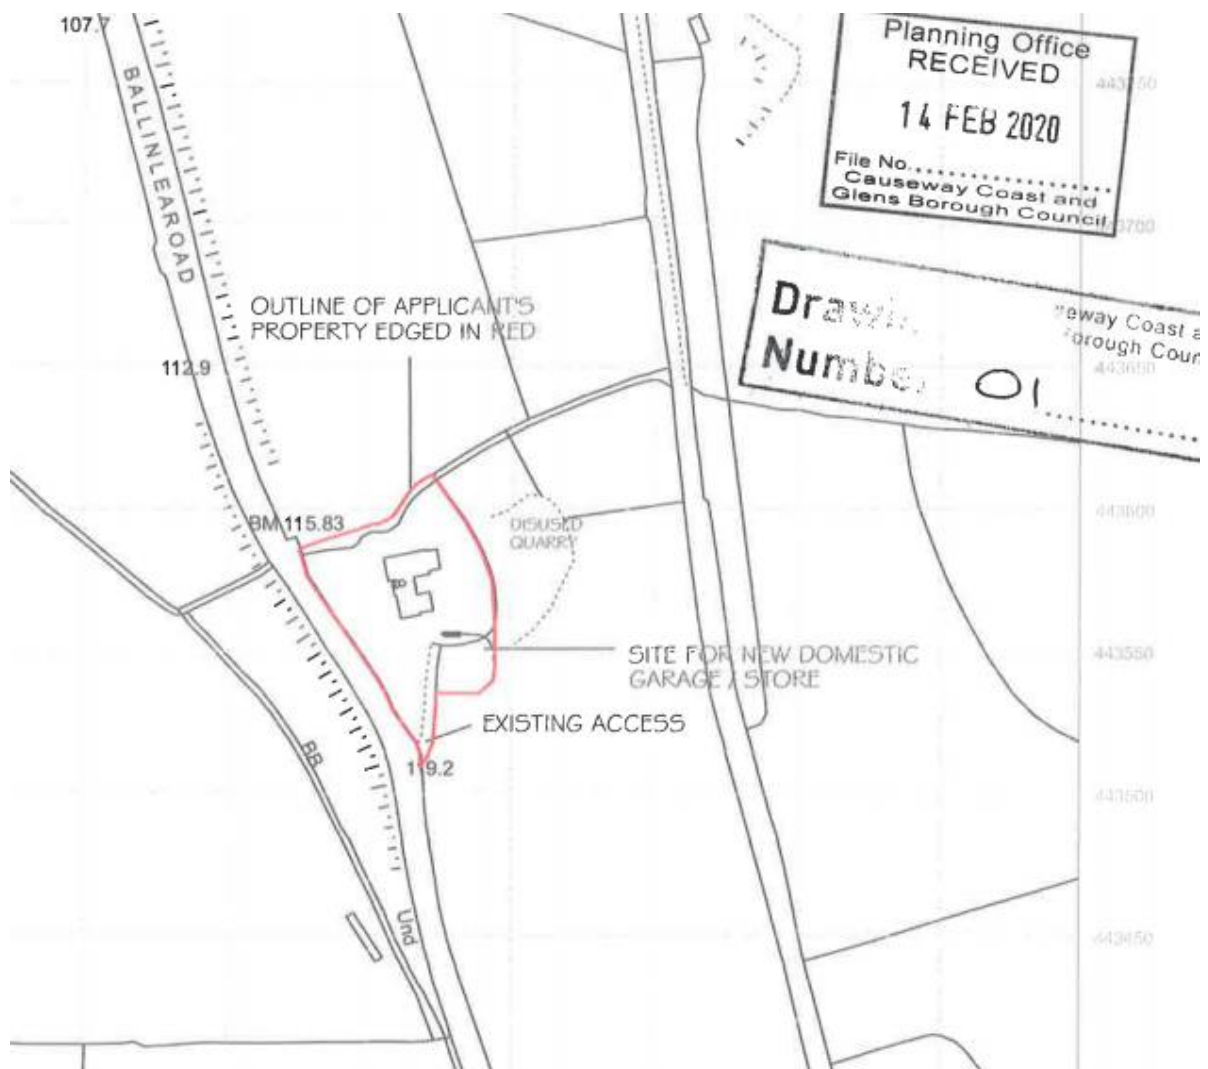 107.7
BALLINLEAROAD
Planning Office
RECEIVED
14 FEB 2020
File No.
Causeway Coast and
Glens Borough Council
443750
443700
Drawing
Number 01
eway Coast a
orough Coun
443650
OUTLINE OF APPLICANT'S
PROPERTY EDGED IN RED
112.9
BM 115.83
DISUSED
QUARRY
443600
SITE FOR NEW DOMESTIC
GARAGE / STORE
443550
EXISTING ACCESS
119.2
BB
443500
Und
443450